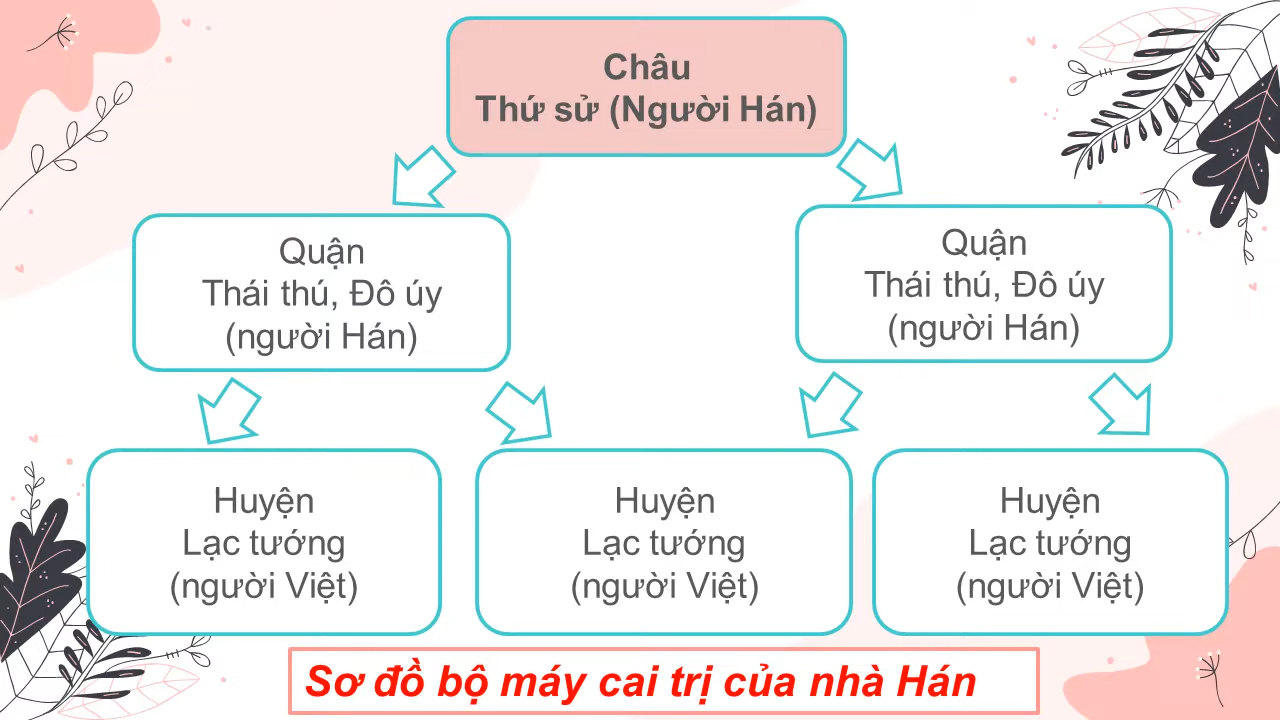 Châu
Thứ sử (Người Hán)
Quận
Thái thú, Đô úy
(người Hán)
Quận
Thái thú, Đô úy
(người Hán)
Huyện
Lạc tướng
(người Việt)
Huyện
Lạc tướng
(người Việt)
Huyện
Lạc tướng
(người Việt)
Sơ đồ bộ máy cai trị của nhà Hán